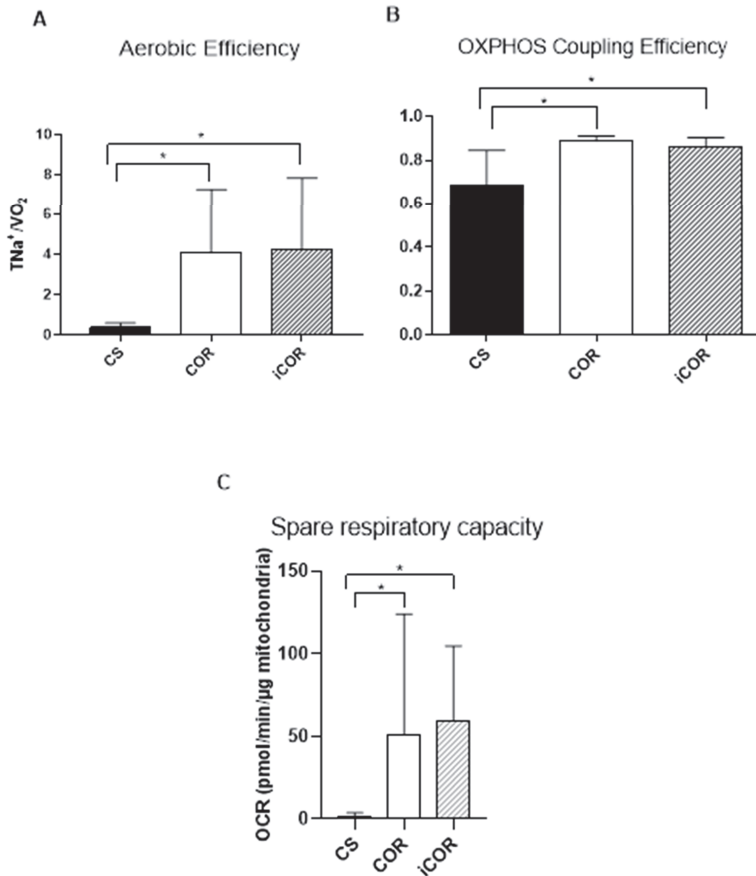 A
Aerobic Efficiency
TNa⁺/VO₂
10
8
6
4
2
0
*
*
CS
COR
iCOR
B
OXPHOS Coupling Efficiency
1.0
0.8
0.6
0.4
0.2
0.0
*
*
CS
COR
iCOR
C
Spare respiratory capacity
OCR (pmol/min/µg mitochondria)
150
100
50
0
*
*
CS
COR
iCOR